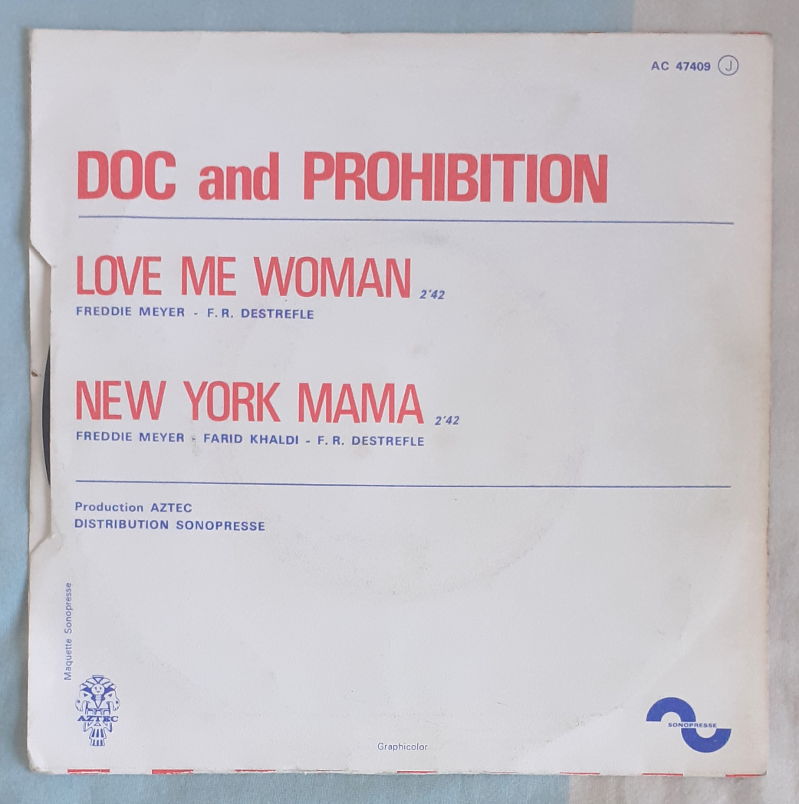 AC 47409 J
DOC and PROHIBITION
LOVE ME WOMAN 2'42
FREDDIE MEYER - F.R. DESTREFLE
NEW YORK MAMA 2'42
FREDDIE MEYER - FARID KHALDI - F.R. DESTREFLE
Production AZTEC
DISTRIBUTION SONOPRESSE
Maquette Sonopresse
AZTEC
SONOPRESSE
Graphicolor